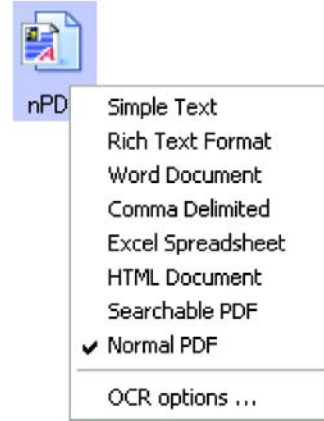 nPD
Simple Text
Rich Text Format
Word Document
Comma Delimited
Excel Spreadsheet
HTML Document
Searchable PDF
Normal PDF
OCR options ...